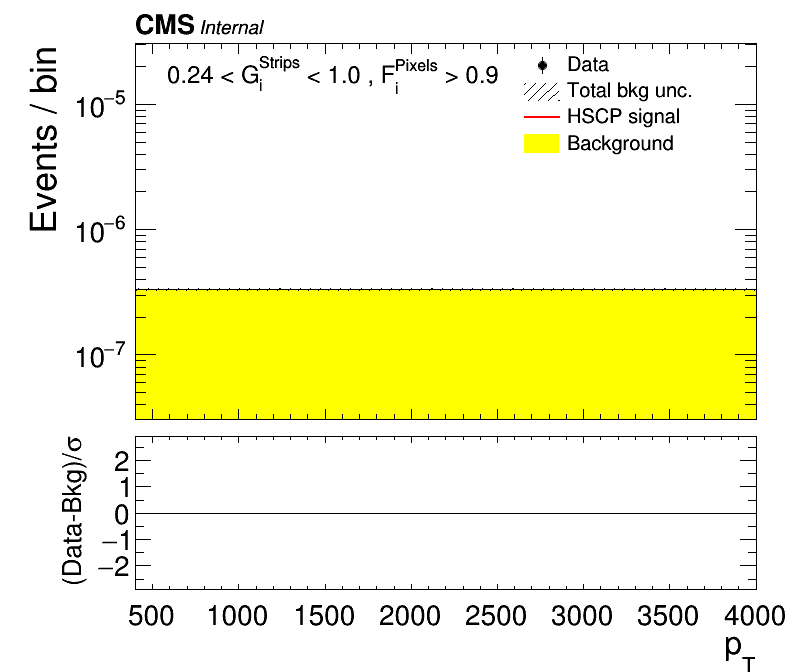 CMS Internal
0.24 < G_i^Strips < 1.0 , F_i^Pixels > 0.9
Data
Total bkg unc.
HSCP signal
Background
Events / bin
10^−5
10^−6
10^−7
(Data-Bkg)/σ
2
1
0
−1
−2
500 1000 1500 2000 2500 3000 3500 4000
p_T